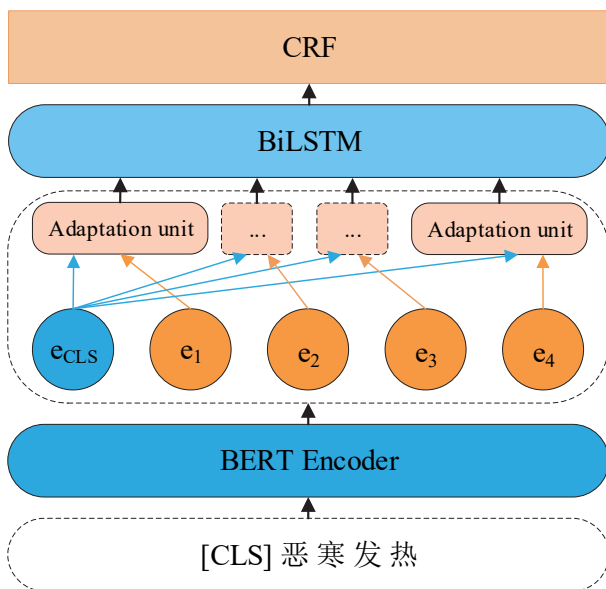 CRF
BiLSTM
Adaptation unit ... ... Adaptation unit
eCLS e1 e2 e3 e4
BERT Encoder
[CLS] 恶寒发热